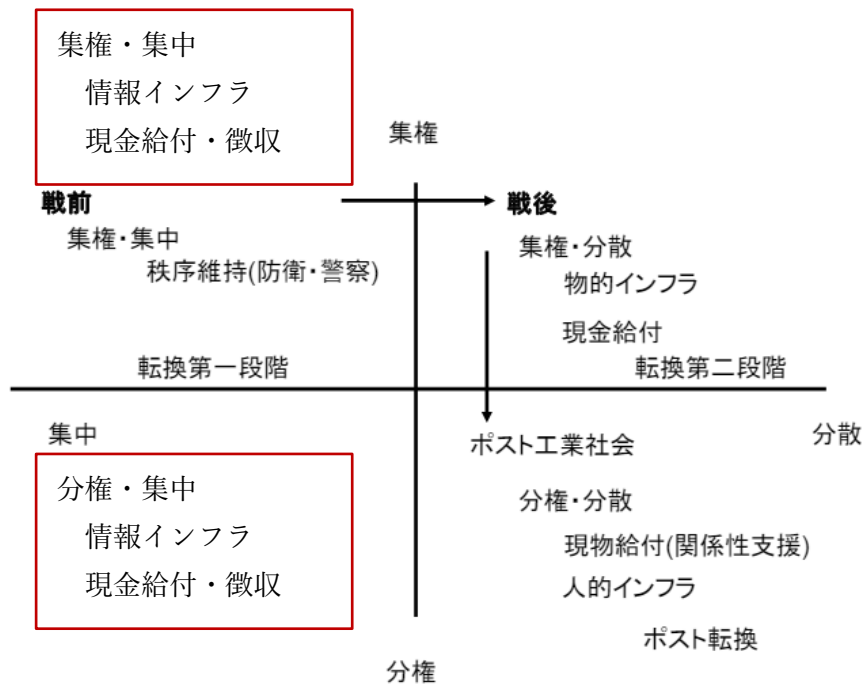 集権・集中
情報インフラ
現金給付・徴収
集権
戦前
戦後
集権・集中
秩序維持(防衛・警察)
集権・分散
物的インフラ
現金給付
転換第一段階
転換第二段階
集中
分散
ポスト工業社会
分権・集中
情報インフラ
現金給付・徴収
分権・分散
現物給付(関係性支援)
人的インフラ
ポスト転換
分権